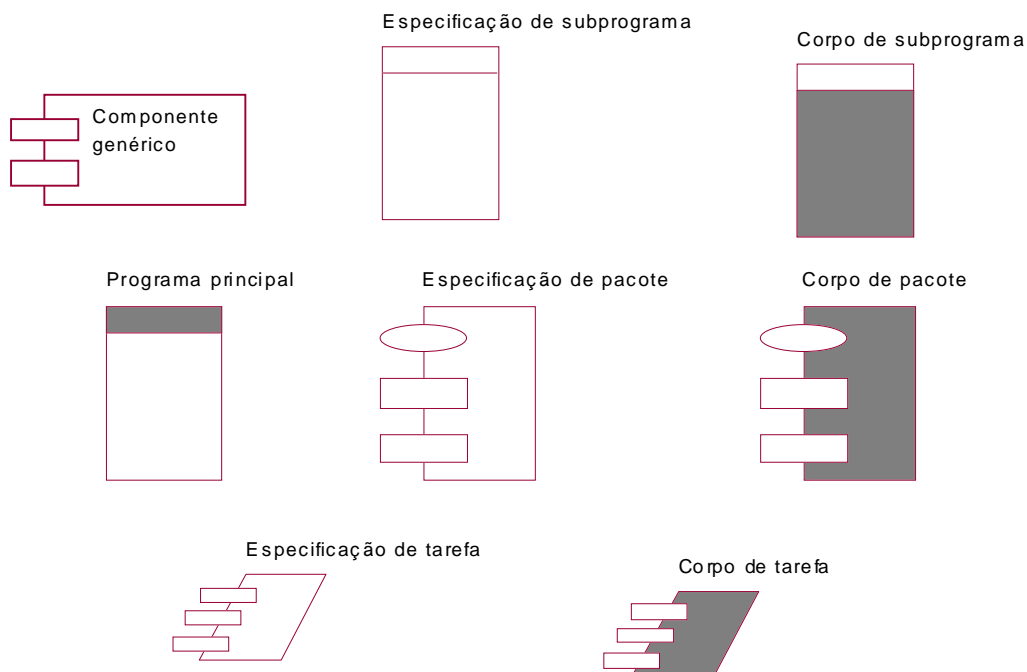 Especificação de subprograma
Corpo de subprograma
Componente
genérico
Programa principal
Especificação de pacote
Corpo de pacote
Especificação de tarefa
Corpo de tarefa